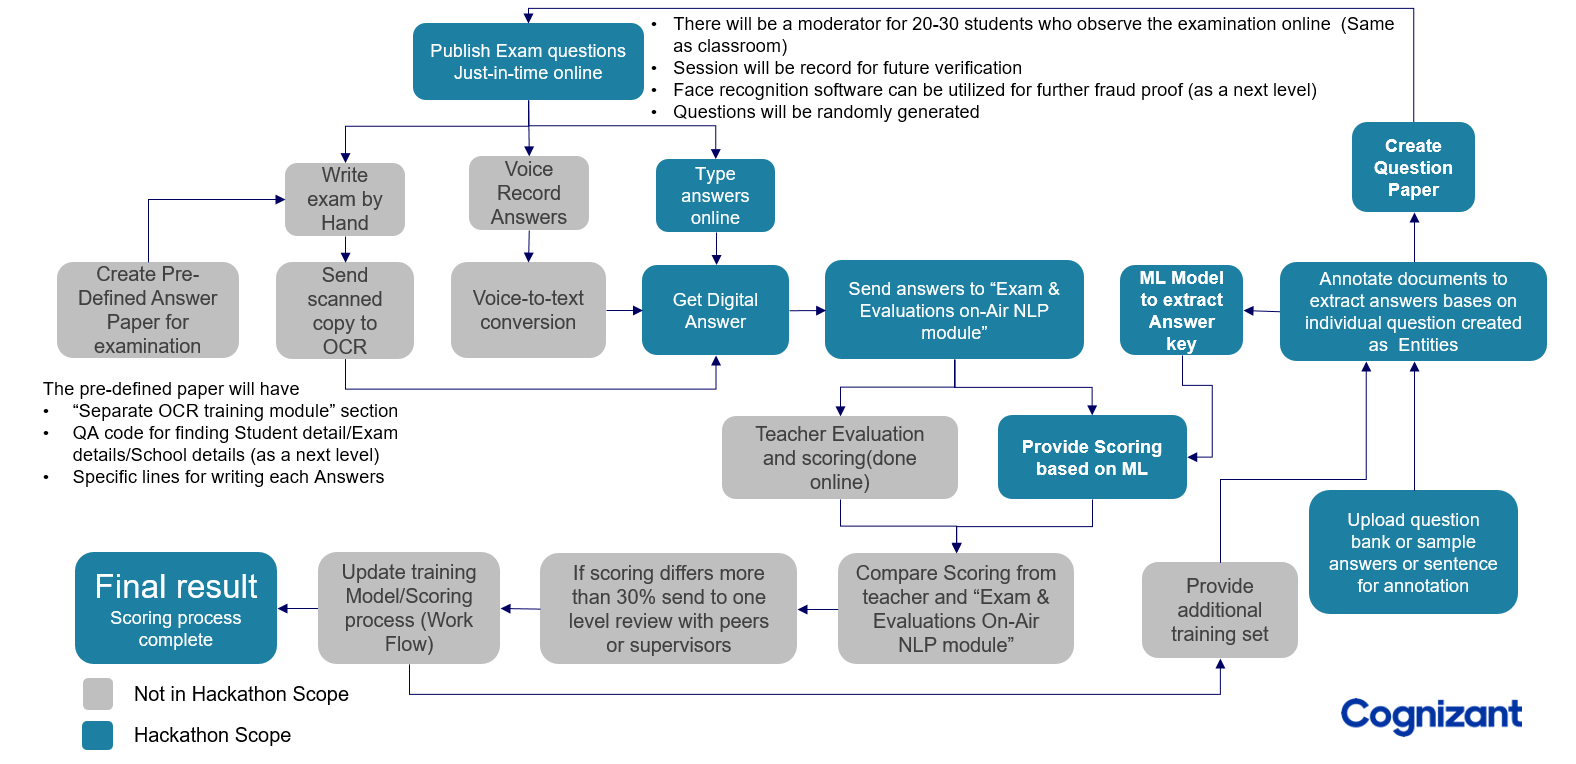 Publish Exam questions
Just-in-time online
• There will be a moderator for 20-30 students who observe the examination online  (Same
as classroom)
• Session will be record for future verification
• Face recognition software can be utilized for further fraud proof (as a next level)
• Questions will be randomly generated
Create
Question
Paper
Write
exam by
Hand
Voice
Record
Answers
Type
answers
online
Create Pre-
Defined Answer
Paper for
examination
Send
scanned
copy to
OCR
Voice-to-text
conversion
Get Digital
Answer
Send answers to “Exam &
Evaluations on-Air NLP
module”
ML Model
to extract
Answer
key
Annotate documents to
extract answers bases on
individual question created
as  Entities
The pre-defined paper will have
• “Separate OCR training module” section
• QA code for finding Student detail/Exam
details/School details (as a next level)
• Specific lines for writing each Answers
Teacher Evaluation
and scoring(done
online)
Provide Scoring
based on ML
Upload question
bank or sample
answers or sentence
for annotation
Final result
Scoring process
complete
Update training
Model/Scoring
process (Work
Flow)
If scoring differs more
than 30% send to one
level review with peers
or supervisors
Compare Scoring from
teacher and “Exam &
Evaluations On-Air
NLP module”
Provide
additional
training set
Not in Hackathon Scope
Hackathon Scope
Cognizant